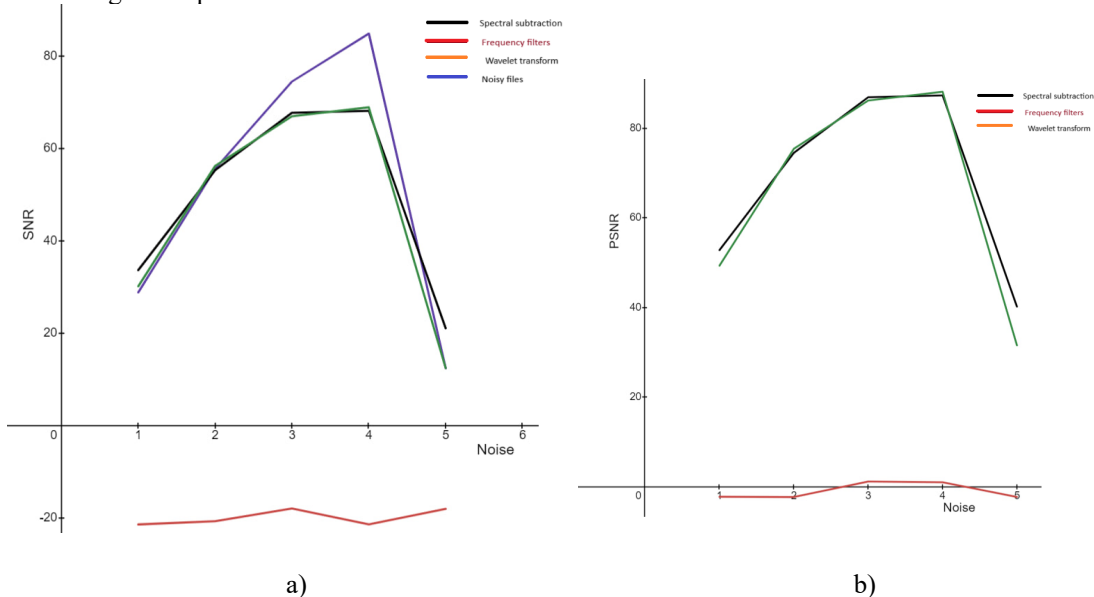 Spectral subtraction
Frequency filters
Wavelet transform
Noisy files
SNR
80
60
40
20
0
-20
1
2
3
4
5
6
Noise
a)
Spectral subtraction
Frequency filters
Wavelet transform
PSNR
80
60
40
20
0
1
2
3
4
5
Noise
b)